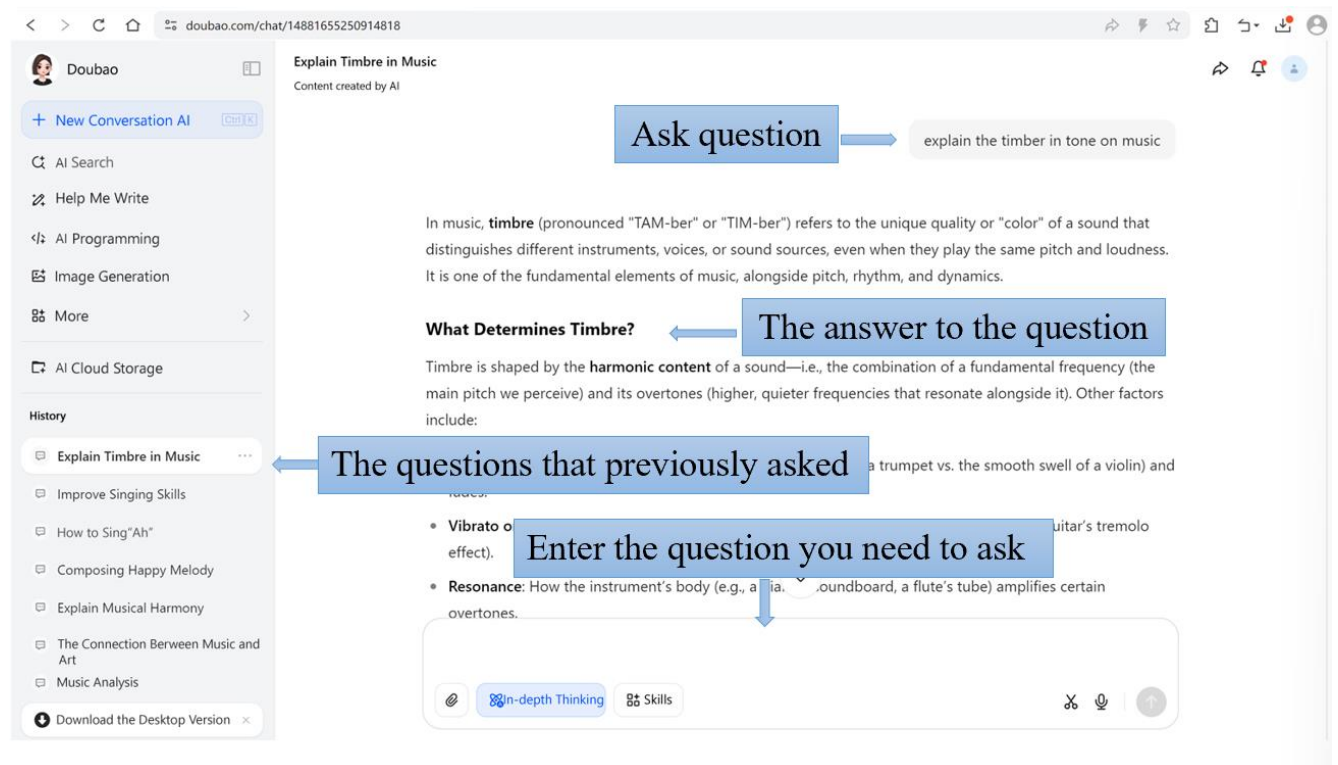 doubao.com/chat/14881655250914818
Doubao
New Conversation AI Ctrl K
AI Search
Help Me Write
AI Programming
Image Generation
More
AI Cloud Storage
History
Explain Timbre in Music
Improve Singing Skills
How to Sing"Ah"
Composing Happy Melody
Explain Musical Harmony
The Connection Berween Music and
Art
Music Analysis
Download the Desktop Version
Explain Timbre in Music
Content created by AI
Ask question
explain the timber in tone on music
In music, timbre (pronounced "TAM-ber" or "TIM-ber") refers to the unique quality or "color" of a sound that
distinguishes different instruments, voices, or sound sources, even when they play the same pitch and loudness.
It is one of the fundamental elements of music, alongside pitch, rhythm, and dynamics.
What Determines Timbre?
The answer to the question
Timbre is shaped by the harmonic content of a sound—i.e., the combination of a fundamental frequency (the
main pitch we perceive) and its overtones (higher, quieter frequencies that resonate alongside it). Other factors
include:
The questions that previously asked
a trumpet vs. the smooth swell of a violin) and
Vibrato o
tremolo
effect).
Enter the question you need to ask
Resonance: How the instrument's body (e.g., a soundboard, a flute's tube) amplifies certain
overtones.
In-depth Thinking
Skills